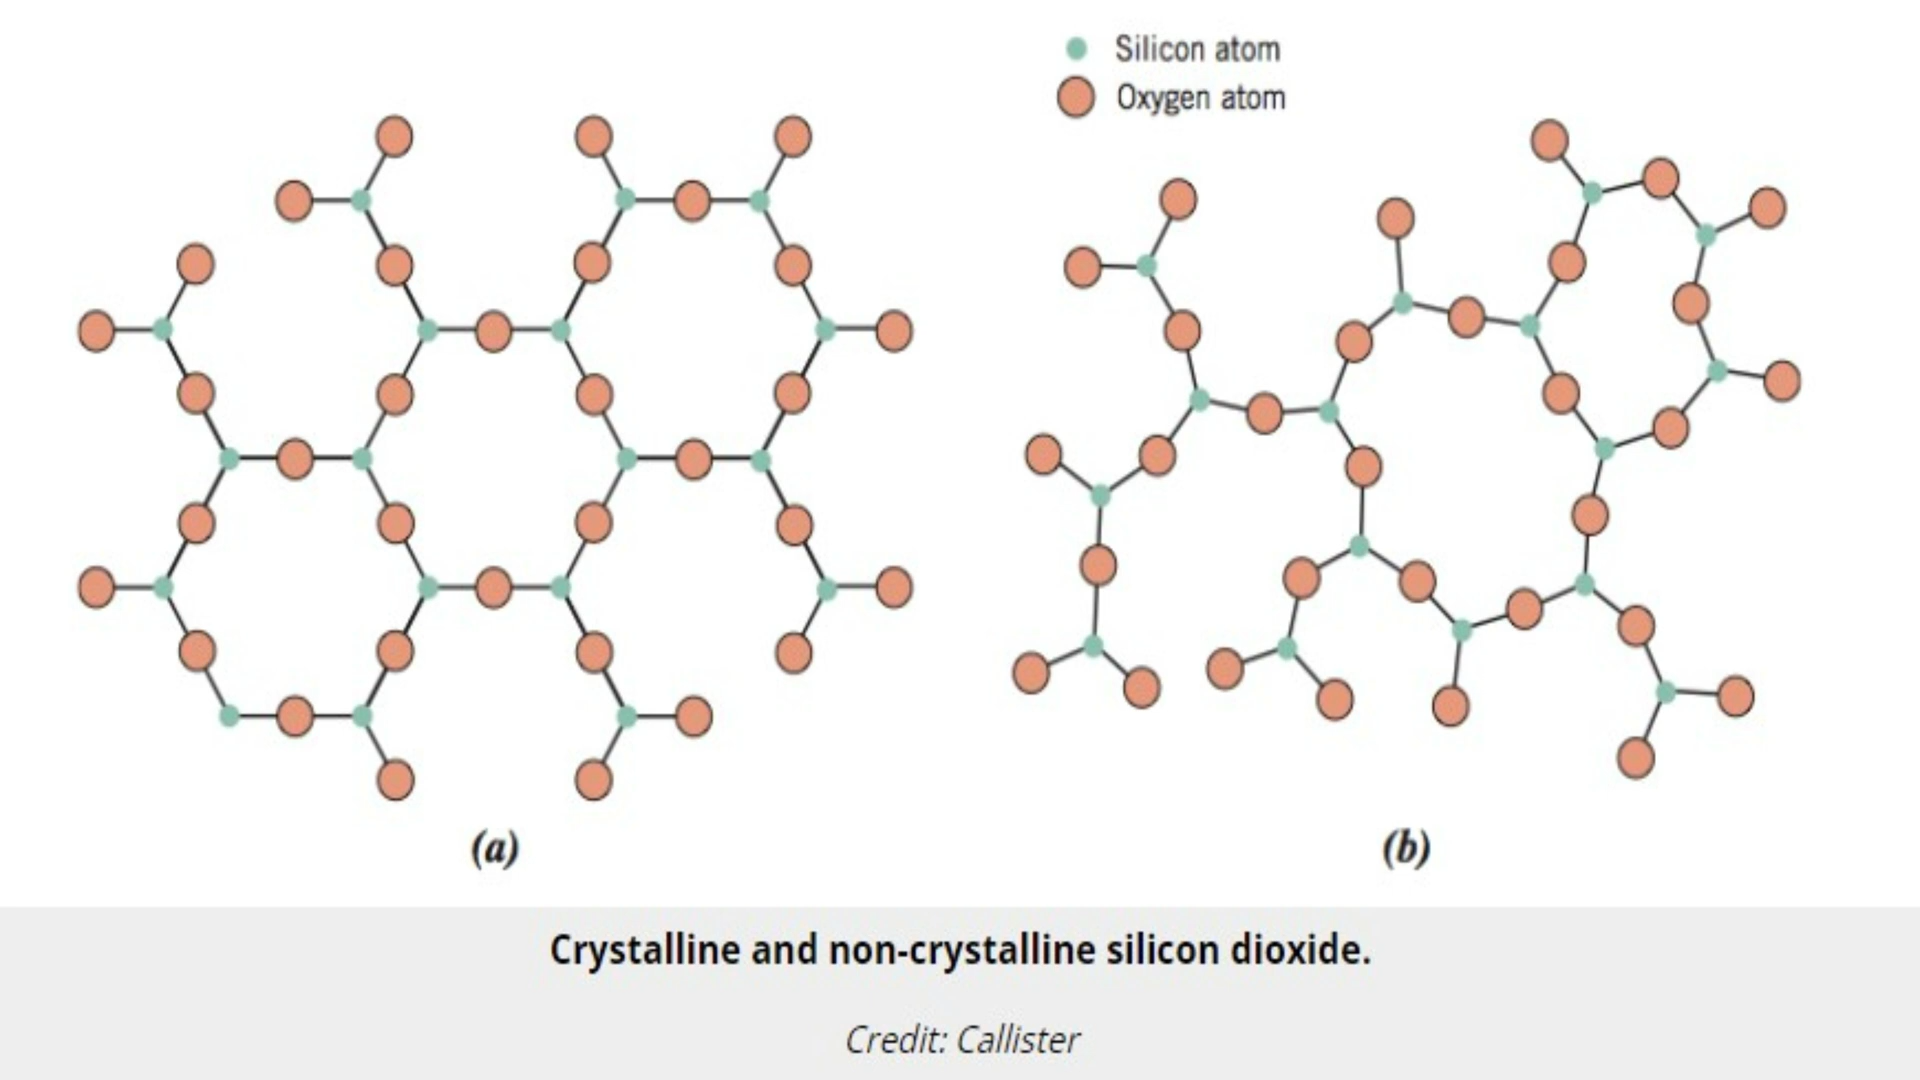 Silicon atom
Oxygen atom
(a)
(b)
Crystalline and non-crystalline silicon dioxide.
Credit: Callister